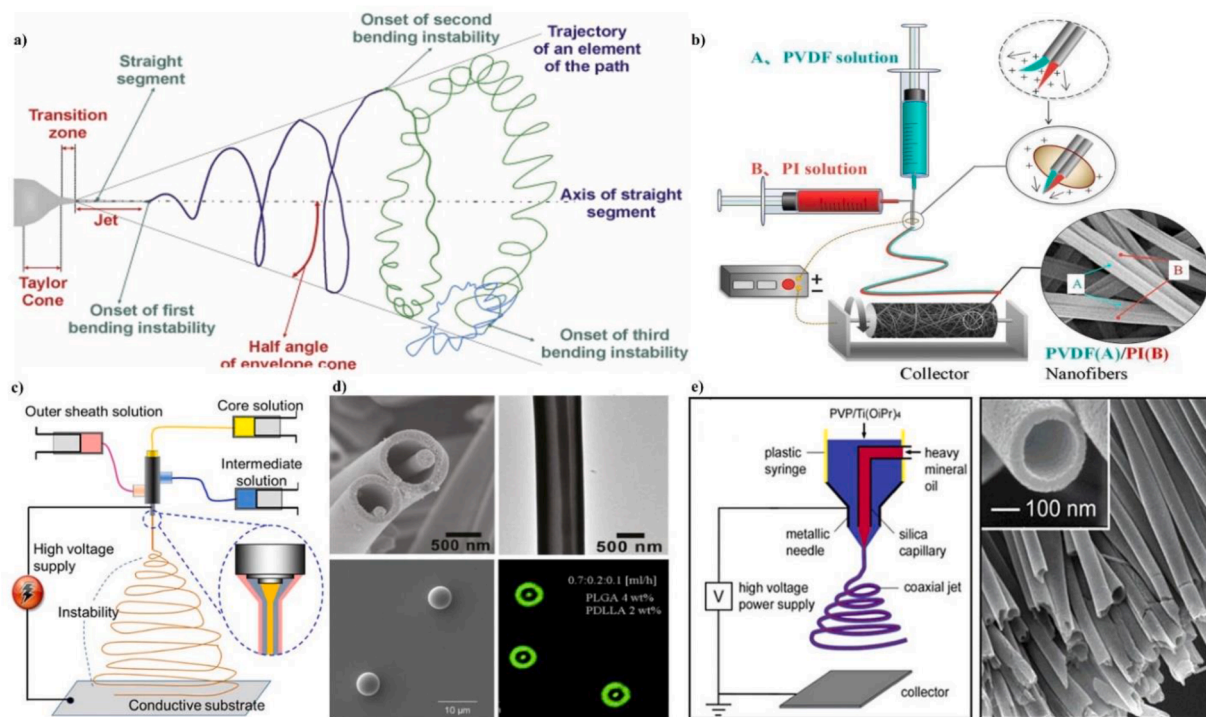 a)
Onset of second
bending instability
Trajectory
of an element
of the path
Straight
segment
Transition
zone
Axis of straight
segment
Jet
Taylor
Cone
Onset of first
bending instability
Half angle
of envelope cone
Onset of third
bending instability
b)
A、PVDF solution
B、PI solution
+
−
A
B
PVDF(A)/PI(B)
Collector
Nanofibers
c)
Outer sheath solution
Core solution
Intermediate
solution
High voltage
supply
Instability
Conductive substrate
d)
500 nm
500 nm
10 µm
0.7:0.2:0.1 [ml/h]
PLGA 4 wt%
PDLLA 2 wt%
e)
PVP/Ti(OiPr)₄
plastic
syringe
heavy
mineral
oil
metallic
needle
silica
capillary
V
high voltage
power supply
coaxial jet
collector
100 nm